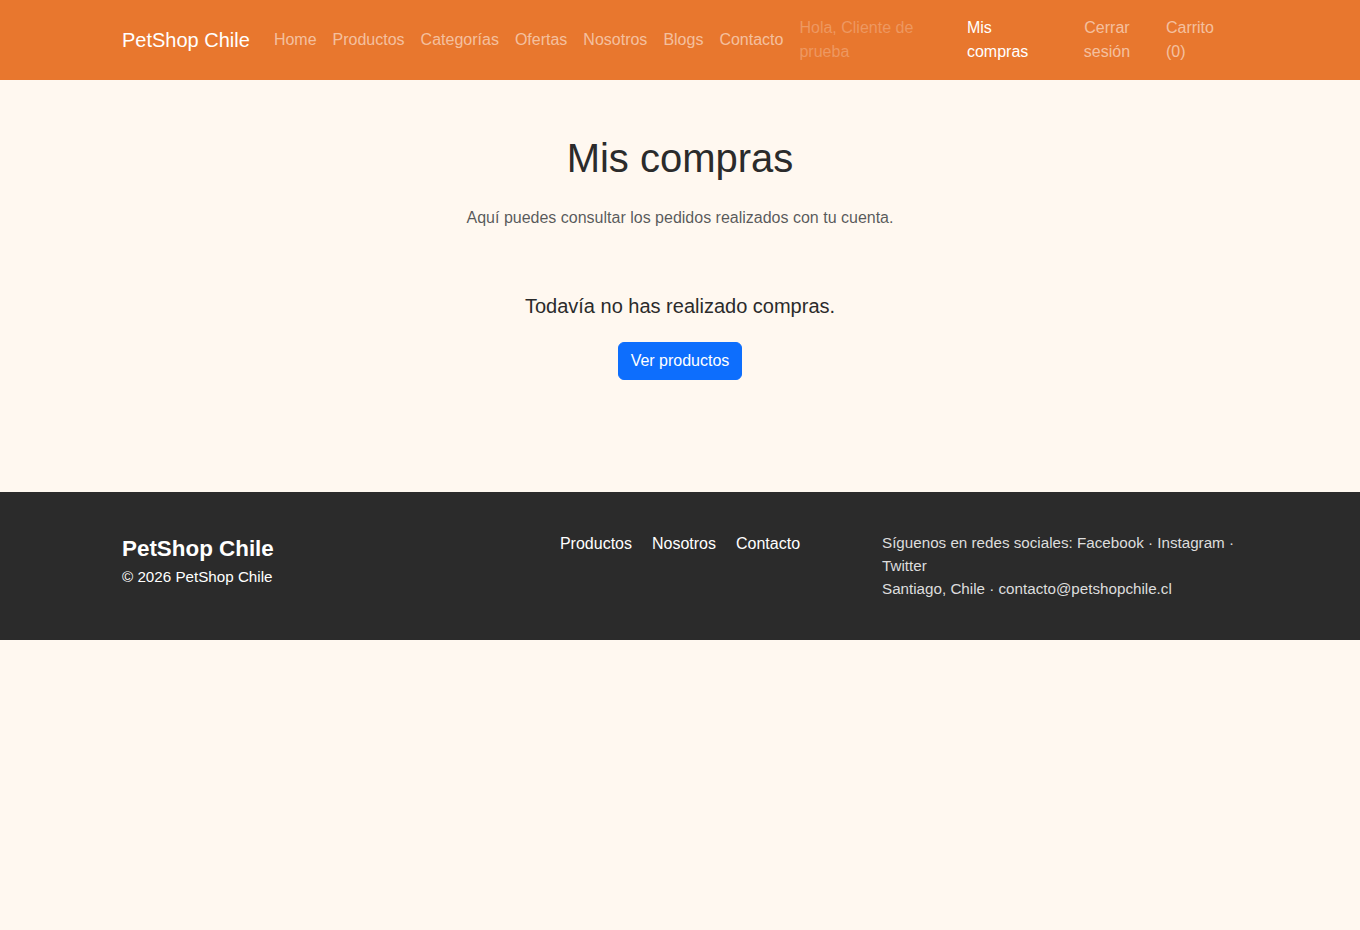 PetShop Chile
Home
Productos
Categorías
Ofertas
Nosotros
Blogs
Contacto
Hola, Cliente de
prueba
Mis
compras
Cerrar
sesión
Carrito
(0)
Mis compras
Aquí puedes consultar los pedidos realizados con tu cuenta.
Todavía no has realizado compras.
Ver productos
PetShop Chile
© 2026 PetShop Chile
Productos
Nosotros
Contacto
Síguenos en redes sociales: Facebook · Instagram ·
Twitter
Santiago, Chile · contacto@petshopchile.cl